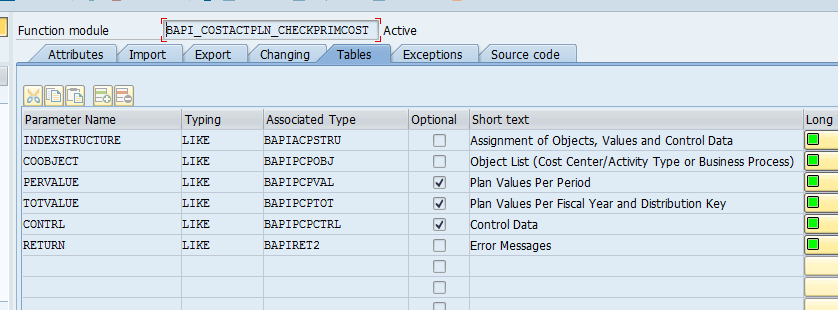 Function module BAPI_COSTACTPLN_CHECKPRIMCOST Active
Attributes Import Export Changing Tables Exceptions Source code
Parameter Name Typing Associated Type Optional Short text Long
INDEXSTRUCTURE LIKE BAPIACPSTRU Assignment of Objects, Values and Control Data
COOBJECT LIKE BAPIPCPOBJ Object List (Cost Center/Activity Type or Business Process)
PERVALUE LIKE BAPIPCPVAL Plan Values Per Period
TOTVALUE LIKE BAPIPCPTOT Plan Values Per Fiscal Year and Distribution Key
CONTRL LIKE BAPIPCPCTRL Control Data
RETURN LIKE BAPIRET2 Error Messages